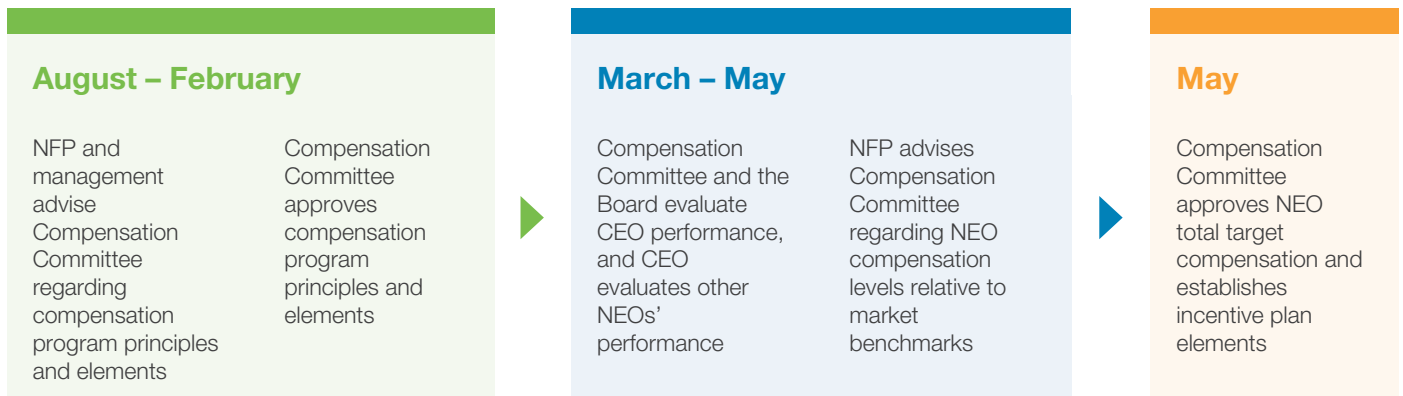 August – February
NFP and
management
advise
Compensation
Committee
regarding
compensation
program principles
and elements
Compensation
Committee
approves
compensation
program
principles and
elements
March – May
Compensation
Committee and the
Board evaluate
CEO performance,
and CEO
evaluates other
NEOs’
performance
NFP advises
Compensation
Committee
regarding NEO
compensation
levels relative to
market
benchmarks
May
Compensation
Committee
approves NEO
total target
compensation and
establishes
incentive plan
elements